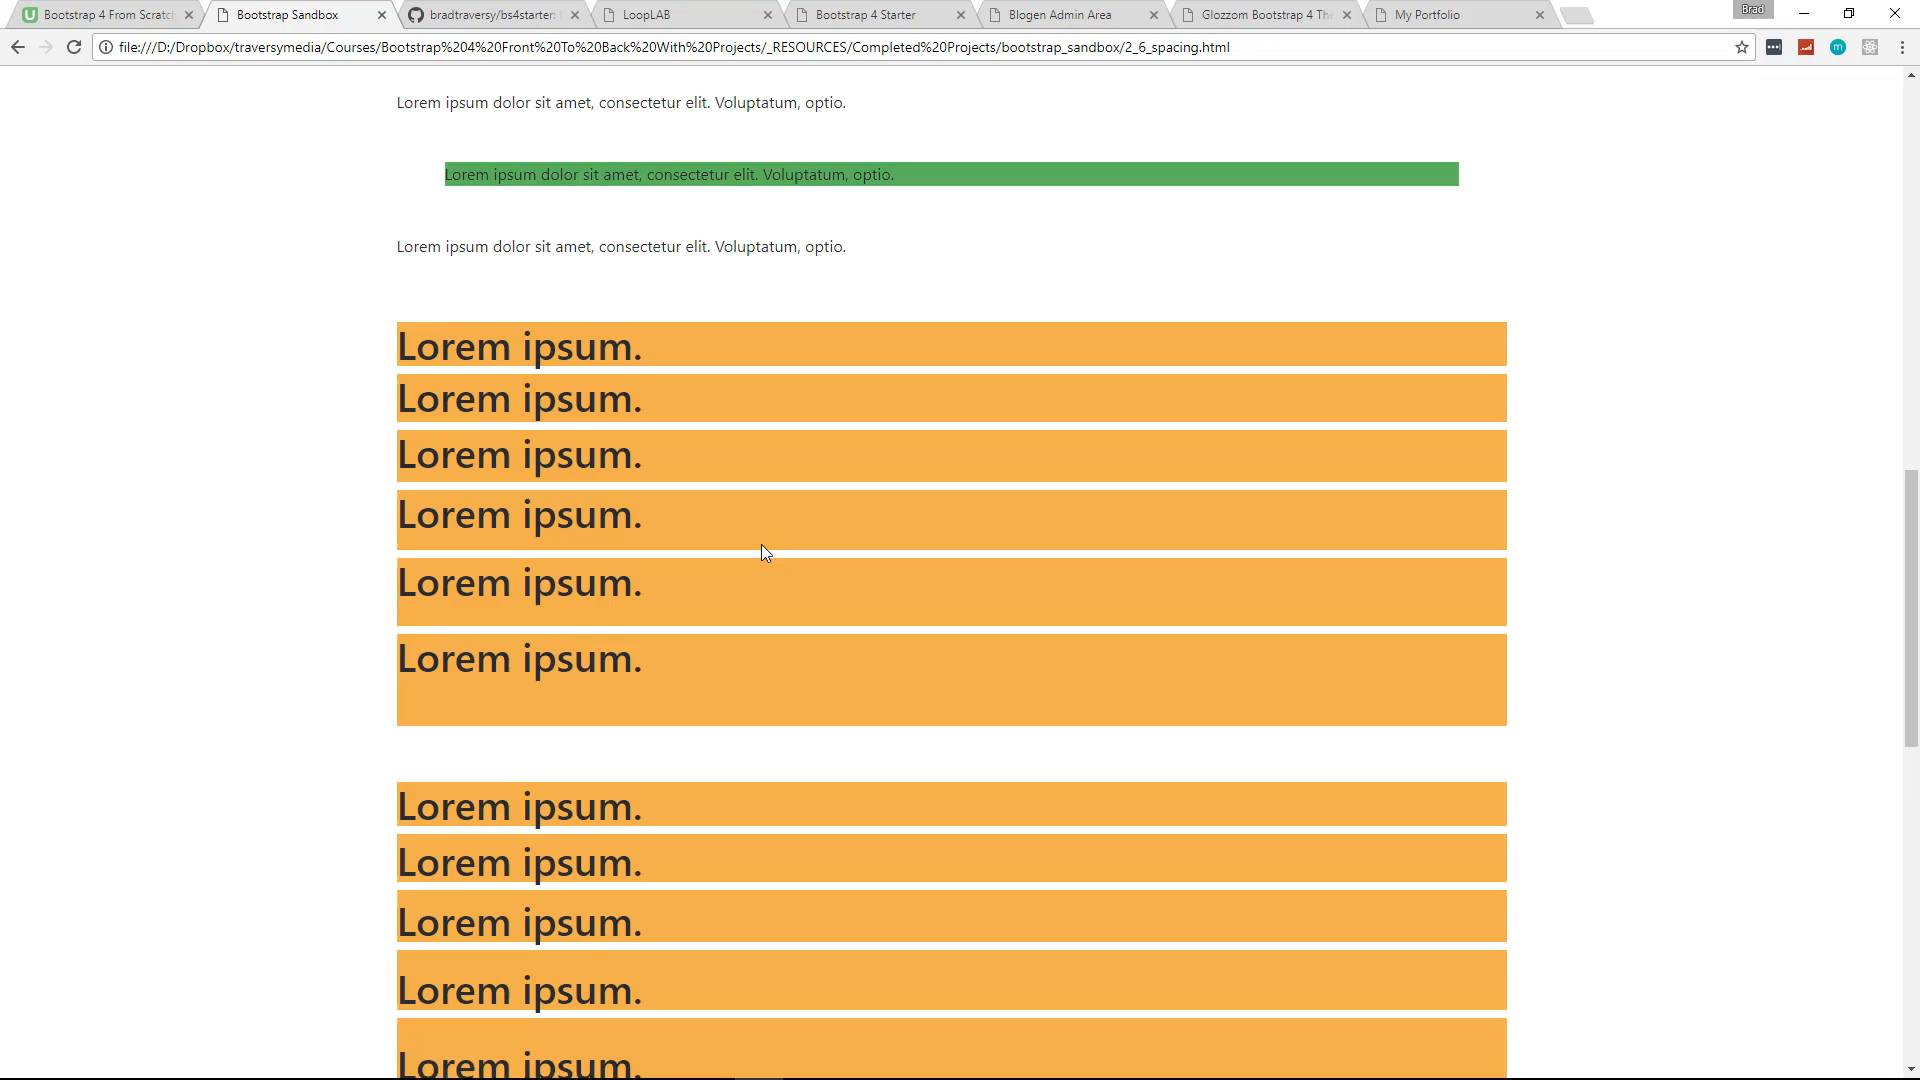 Bootstrap 4 From Scratch
Bootstrap Sandbox
bradtraversy/bs4starter:
LoopLAB
Bootstrap 4 Starter
Blogen Admin Area
Glozzom Bootstrap 4 The
My Portfolio
Brad
file:///D:/Dropbox/traversymedia/Courses/Bootstrap%204%20Front%20To%20Back%20With%20Projects/_RESOURCES/Completed%20Projects/bootstrap_sandbox/2_6_spacing.html
Lorem ipsum dolor sit amet, consectetur elit. Voluptatum, optio.
Lorem ipsum dolor sit amet, consectetur elit. Voluptatum, optio.
Lorem ipsum dolor sit amet, consectetur elit. Voluptatum, optio.
Lorem ipsum.
Lorem ipsum.
Lorem ipsum.
Lorem ipsum.
Lorem ipsum.
Lorem ipsum.
Lorem ipsum.
Lorem ipsum.
Lorem ipsum.
Lorem ipsum.
Lorem ipsum.